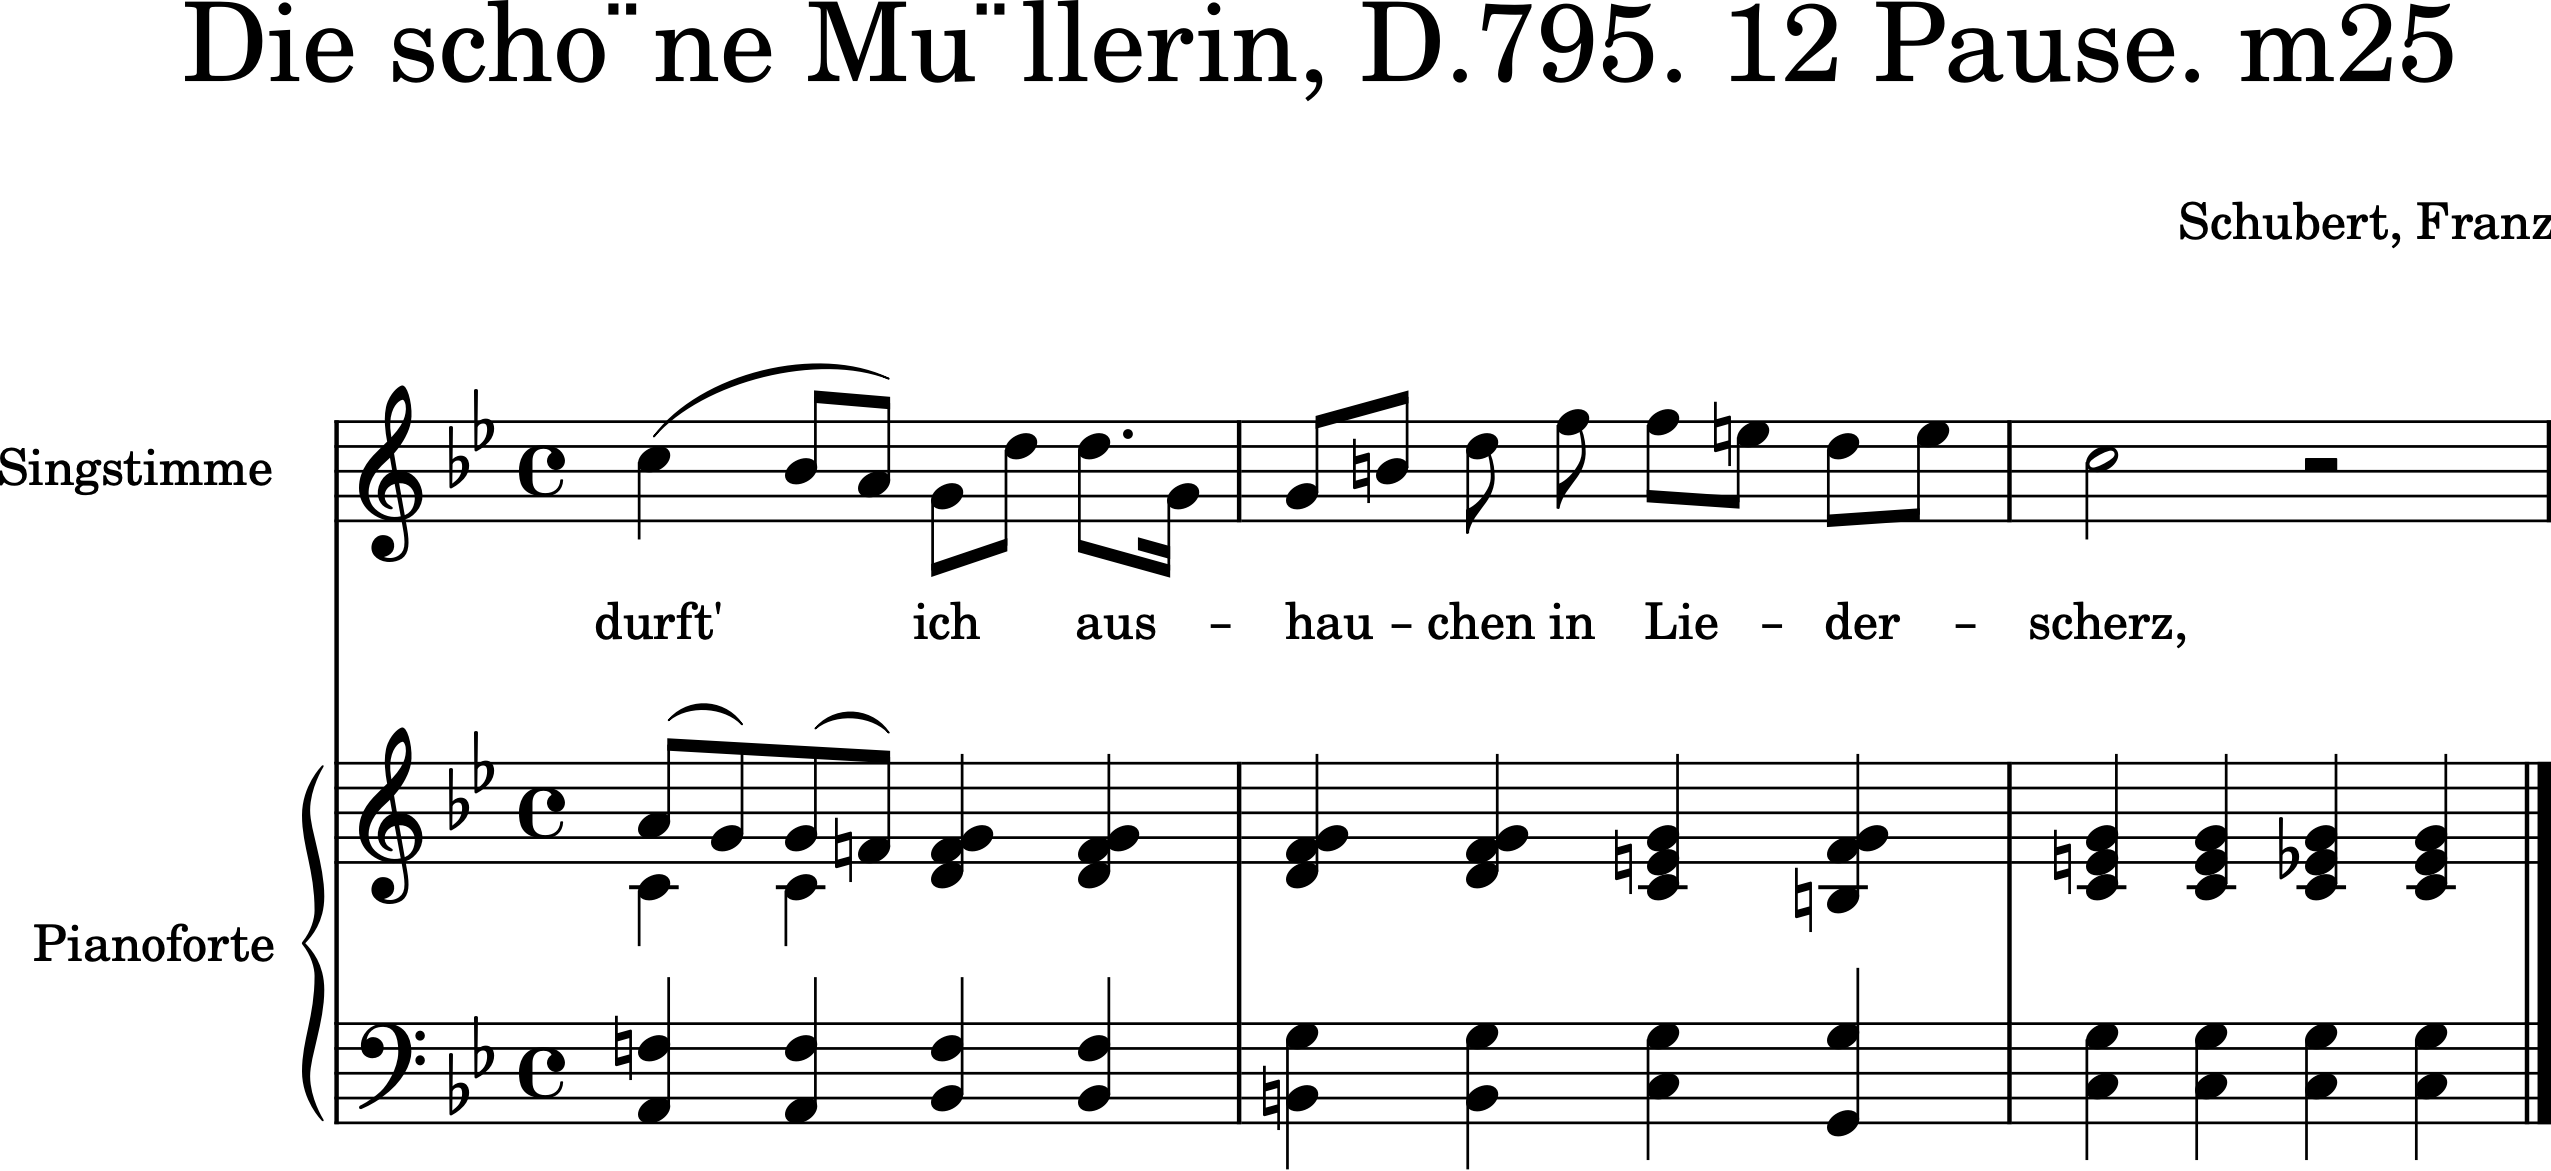 Die scho¨ne Mu¨llerin, D.795. 12 Pause. m25
Schubert, Franz
Singstimme
durft' ich aus – hau – chen in Lie – der – scherz,
Pianoforte